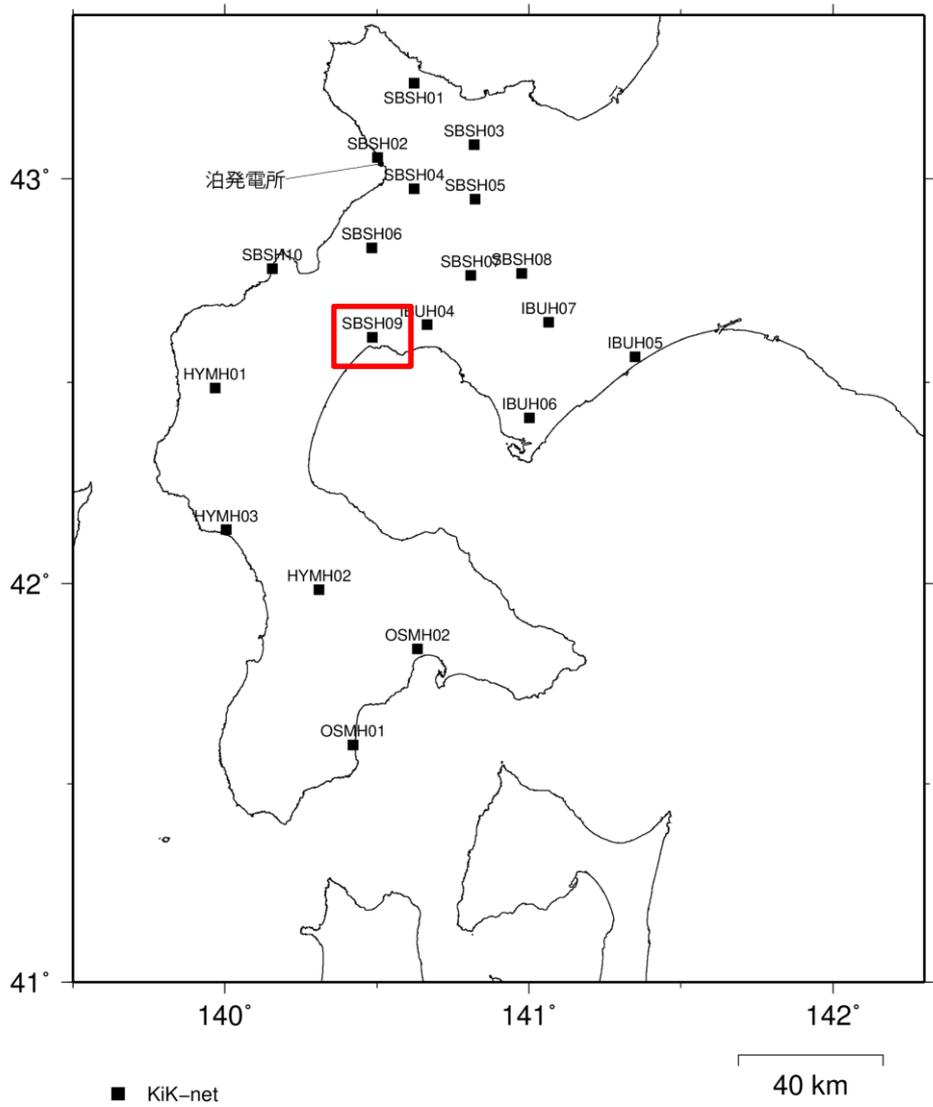 SBSH01
SBSH03
SBSH02
43°
泊発電所
SBSH04
SBSH05
SBSH06
SBSH10
SBSH07
SBSH08
IBUH04
IBUH07
SBSH09
IBUH05
HYMH01
IBUH06
HYMH03
42°
HYMH02
OSMH02
OSMH01
41°
140°
141°
142°
KiK-net
40 km